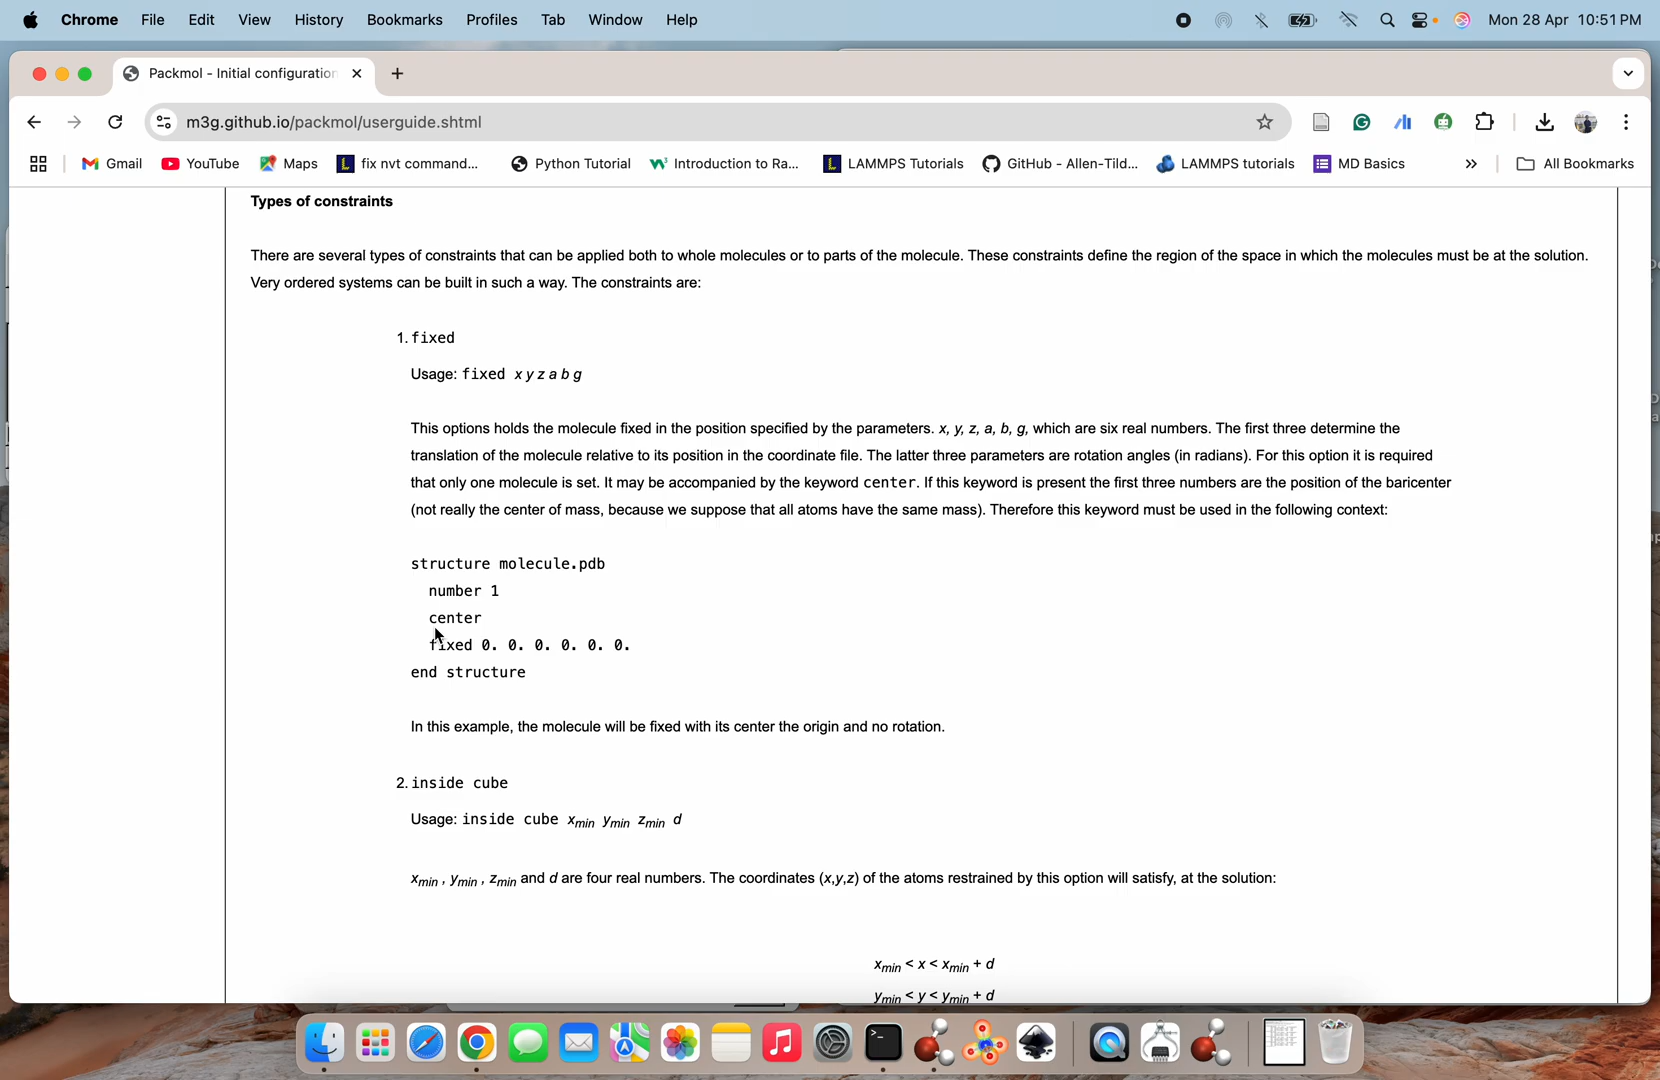 Chrome File Edit View History Bookmarks Profiles Tab Window Help Mon 28 Apr 10:51 PM
Packmol - Initial configuration
m3g.github.io/packmol/userguide.shtml
Gmail YouTube Maps fix nvt command... Python Tutorial Introduction to Ra... LAMMPS Tutorials GitHub - Allen-Tild... LAMMPS tutorials MD Basics » All Bookmarks
Types of constraints
There are several types of constraints that can be applied both to whole molecules or to parts of the molecule. These constraints define the region of the space in which the molecules must be at the solution.
Very ordered systems can be built in such a way. The constraints are:
1. fixed
Usage: fixed x y z a b g
This options holds the molecule fixed in the position specified by the parameters. x, y, z, a, b, g, which are six real numbers. The first three determine the
translation of the molecule relative to its position in the coordinate file. The latter three parameters are rotation angles (in radians). For this option it is required
that only one molecule is set. It may be accompanied by the keyword center. If this keyword is present the first three numbers are the position of the baricenter
(not really the center of mass, because we suppose that all atoms have the same mass). Therefore this keyword must be used in the following context:
structure molecule.pdb
number 1
center
fixed 0. 0. 0. 0. 0. 0.
end structure
In this example, the molecule will be fixed with its center the origin and no rotation.
2. inside cube
Usage: inside cube xmin ymin zmin d
xmin , ymin , zmin and d are four real numbers. The coordinates (x,y,z) of the atoms restrained by this option will satisfy, at the solution:
xmin < x < xmin + d
ymin < y < ymin + d